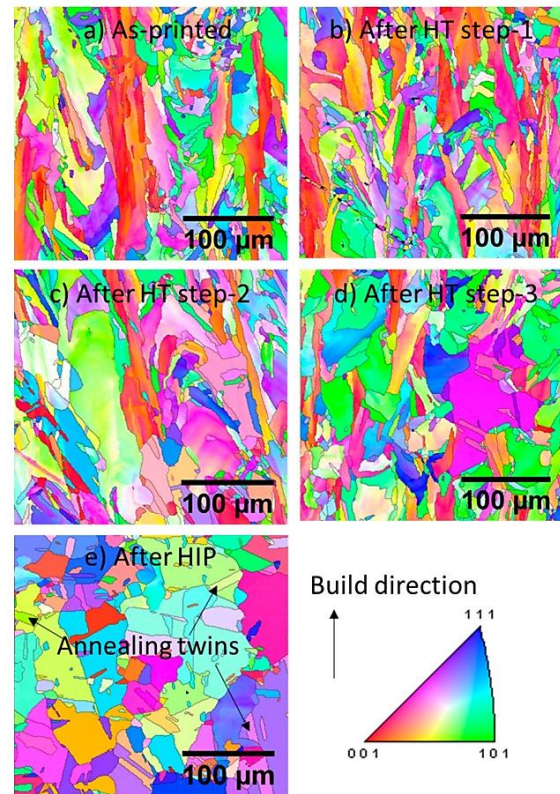 a) As-printed
100 µm
b) After HT step-1
100 µm
c) After HT step-2
100 µm
d) After HT step-3
100 µm
e) After HIP
Annealing twins
100 µm
Build direction
111
001
101